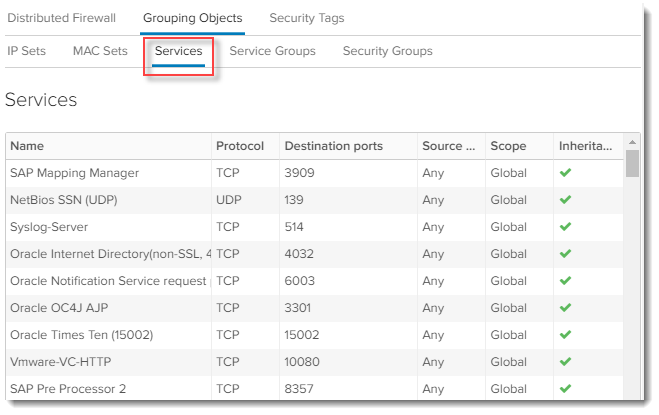 Distributed Firewall Grouping Objects Security Tags
IP Sets MAC Sets Services Service Groups Security Groups
Services
Name Protocol Destination ports Source ... Scope Inherita...
SAP Mapping Manager TCP 3909 Any Global
NetBios SSN (UDP) UDP 139 Any Global
Syslog-Server TCP 514 Any Global
Oracle Internet Directory(non-SSL, 4 TCP 4032 Any Global
Oracle Notification Service request TCP 6003 Any Global
Oracle OC4J AJP TCP 3301 Any Global
Oracle Times Ten (15002) TCP 15002 Any Global
Vmware-VC-HTTP TCP 10080 Any Global
SAP Pre Processor 2 TCP 8357 Any Global